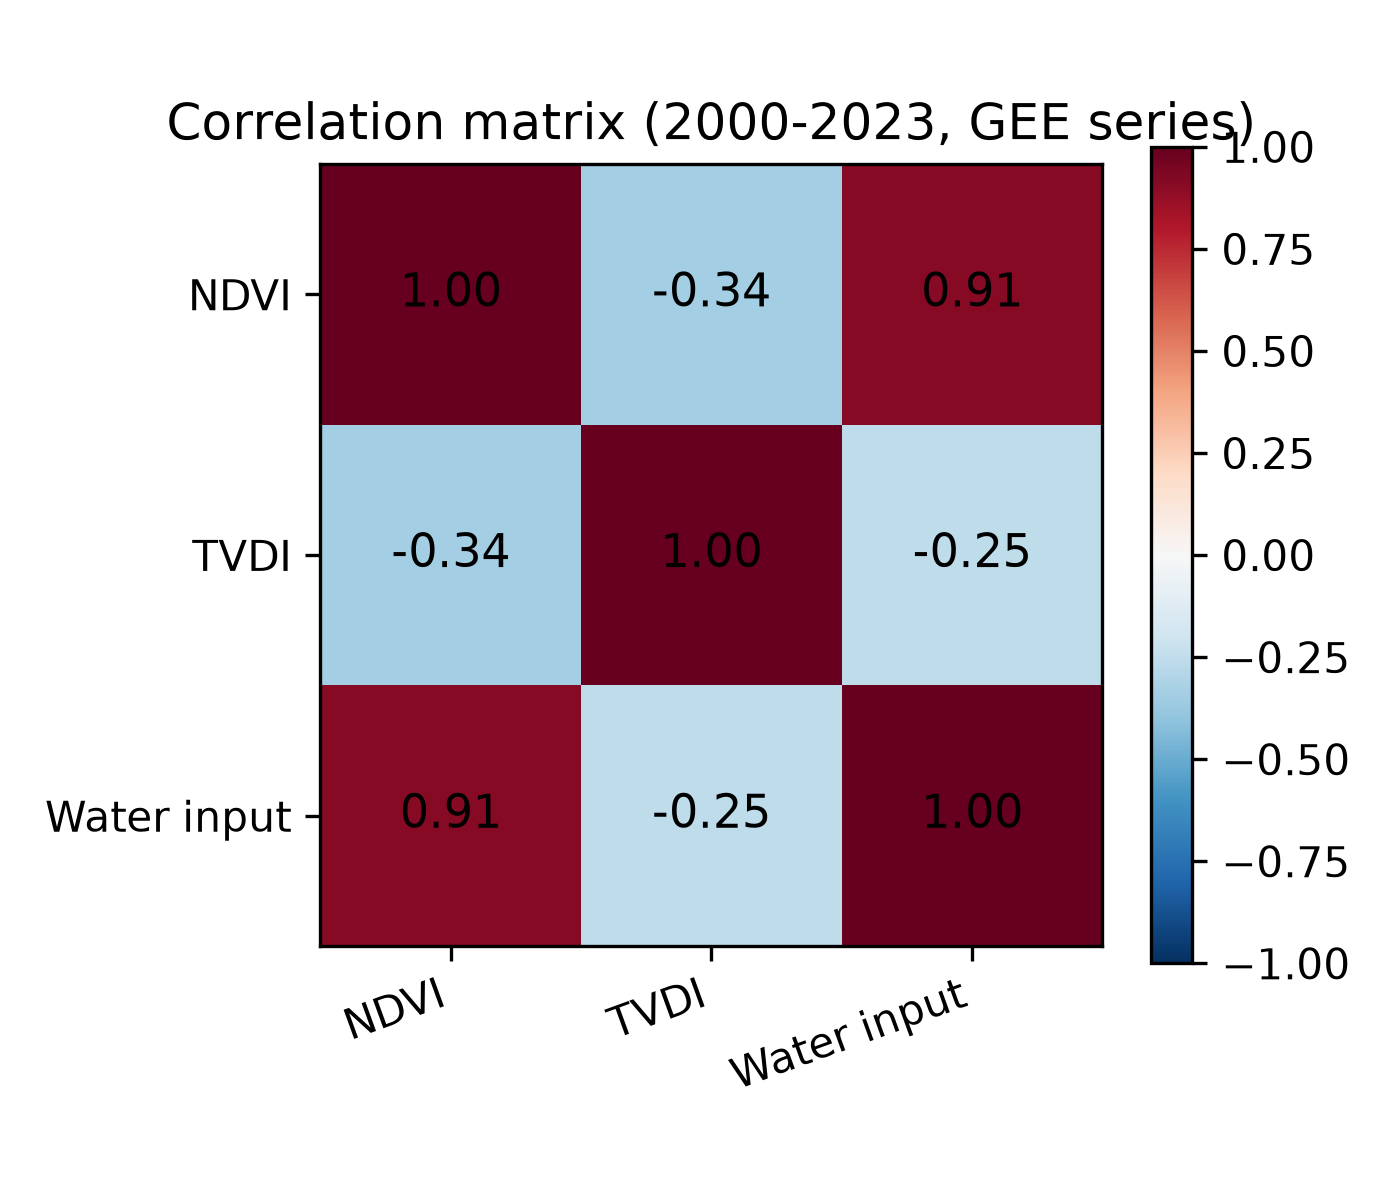 Correlation matrix (2000-2023, GEE series)
1.00
NDVI 1.00 -0.34 0.91
0.75
0.50
0.25
TVDI -0.34 1.00 -0.25
0.00
−0.25
−0.50
Water input 0.91 -0.25 1.00
−0.75
−1.00
NDVI TVDI Water input